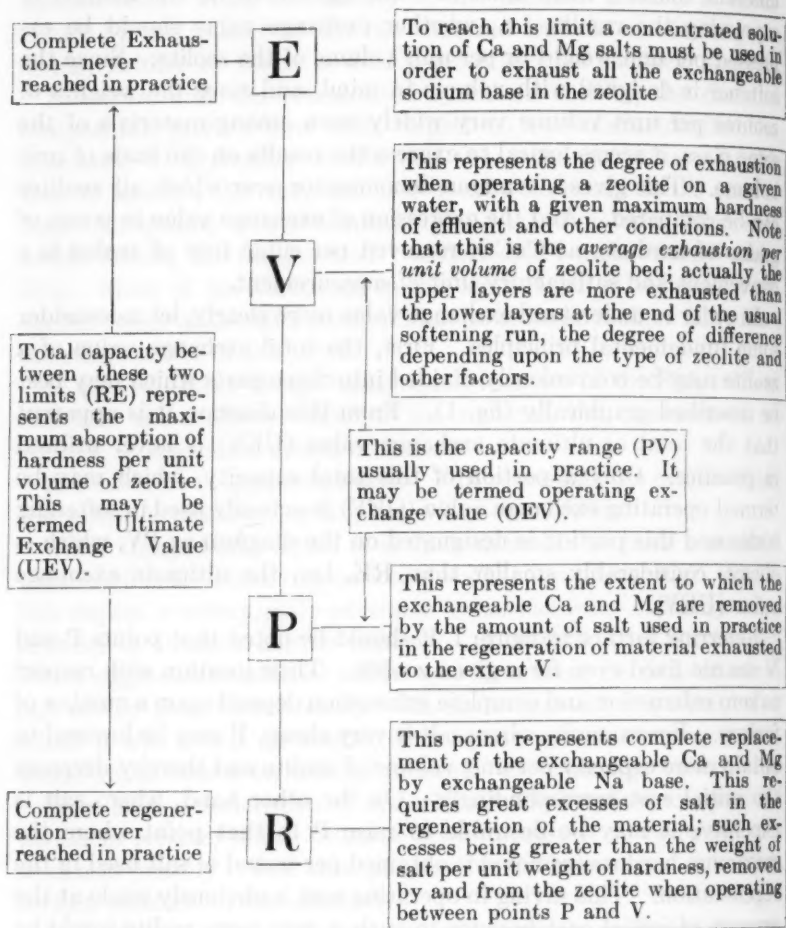 Complete Exhaus-
tion—never
reached in practice
E
To reach this limit a concentrated solu-
tion of Ca and Mg salts must be used in
order to exhaust all the exchangeable
sodium base in the zeolite
This represents the degree of exhaustion
when operating a zeolite on a given
water, with a given maximum hardness
of effluent and other conditions. Note
that this is the average exhaustion per
unit volume of zeolite bed; actually the
upper layers are more exhausted than
the lower layers at the end of the usual
softening run, the degree of difference
depending upon the type of zeolite and
other factors.
V
Total capacity be-
tween these two
limits (RE) repre-
sents the maxi-
mum absorption of
hardness per unit
volume of zeolite.
This may be
termed Ultimate
Exchange Value
(UEV).
This is the capacity range (PV)
usually used in practice. It
may be termed operating ex-
change value (OEV).
P
This represents the extent to which the
exchangeable Ca and Mg are removed
by the amount of salt used in practice
in the regeneration of material exhausted
to the extent V.
Complete regener-
ation—never
reached in practice
R
This point represents complete replace-
ment of the exchangeable Ca and Mg
by exchangeable Na base. This re-
quires great excesses of salt in the
regeneration of the material; such ex-
cesses being greater than the weight of
salt per unit weight of hardness, removed
by and from the zeolite when operating
between points P and V.